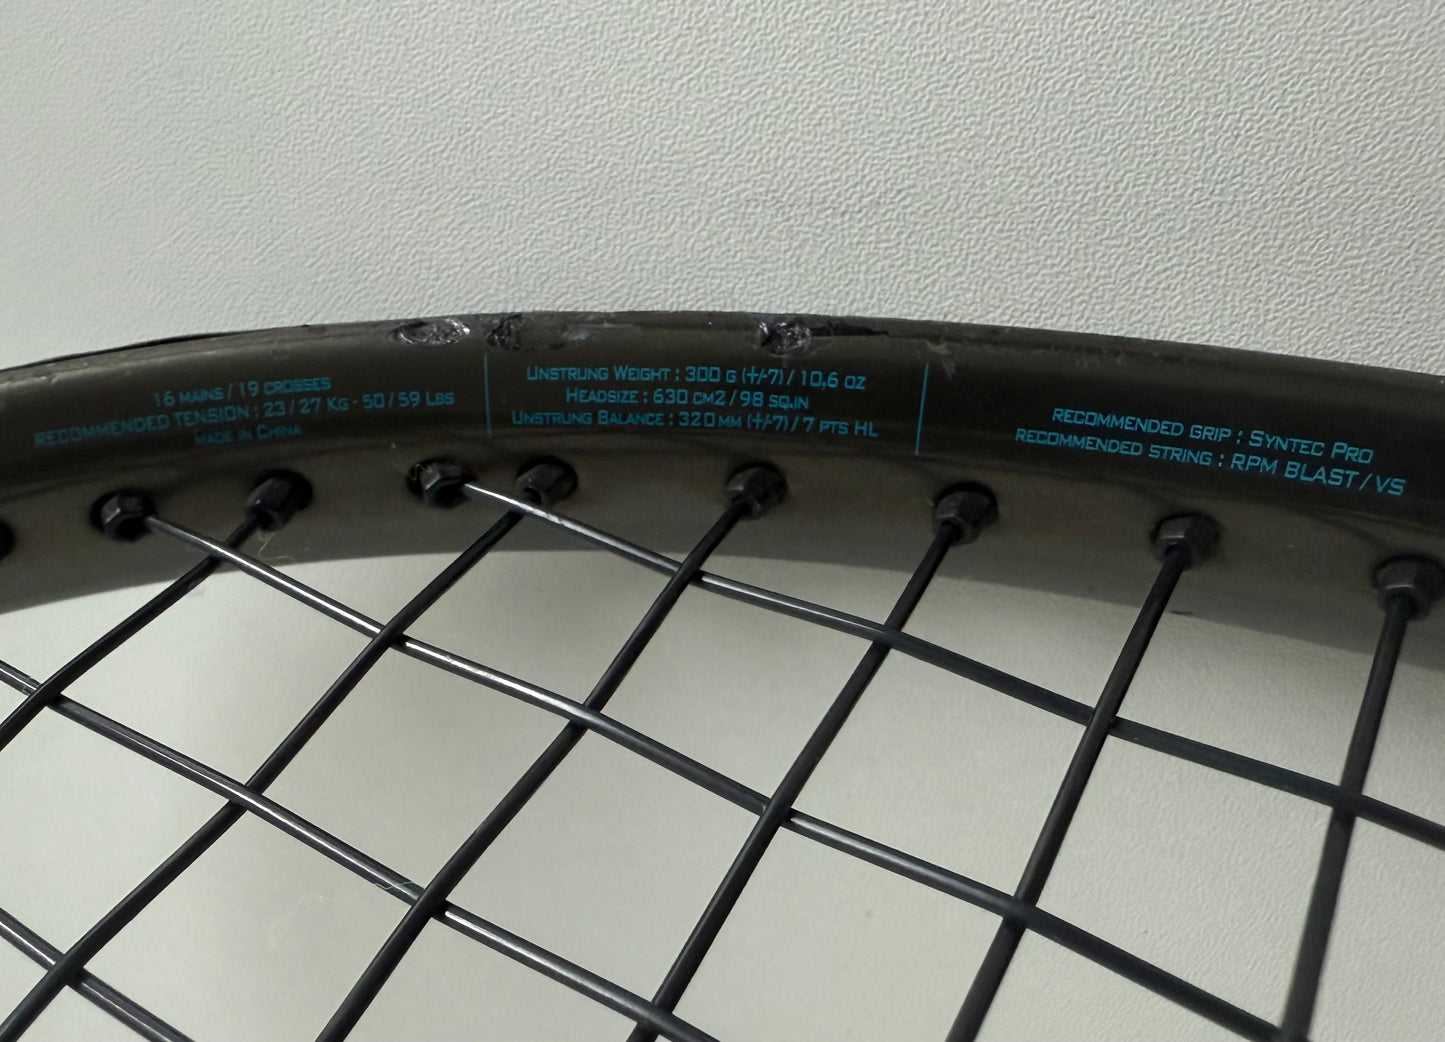 16 MAINS / 19 CROSSES
RECOMMENDED TENSION : 23 / 27 KG - 50 / 59 LBS
MADE IN CHINA
UNSTRUNG WEIGHT : 300 G (+/-7) / 10,6 OZ
HEADSIZE : 630 CM2 / 98 SQ.IN
UNSTRUNG BALANCE : 320 MM (+/-7) / 7 PTS HL
RECOMMENDED GRIP : SYNTEC PRO
RECOMMENDED STRING : RPM BLAST / VS